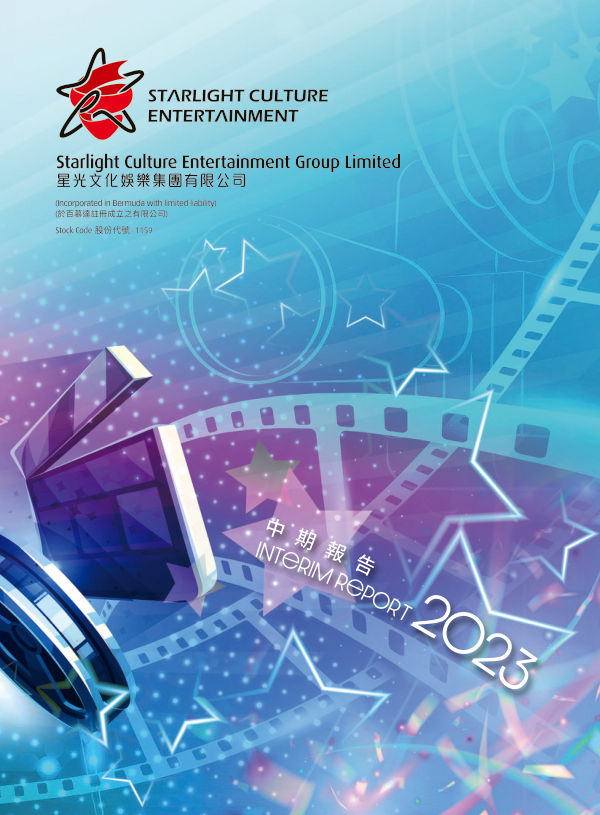 STARLIGHT CULTURE
ENTERTAINMENT
Starlight Culture Entertainment Group Limited
星光文化娛樂集團有限公司
(Incorporated in Bermuda with limited liability)
(於百慕達註冊成立之有限公司)
Stock Code 股份代號 : 1159
中期報告
INTERIM REPORT 2023